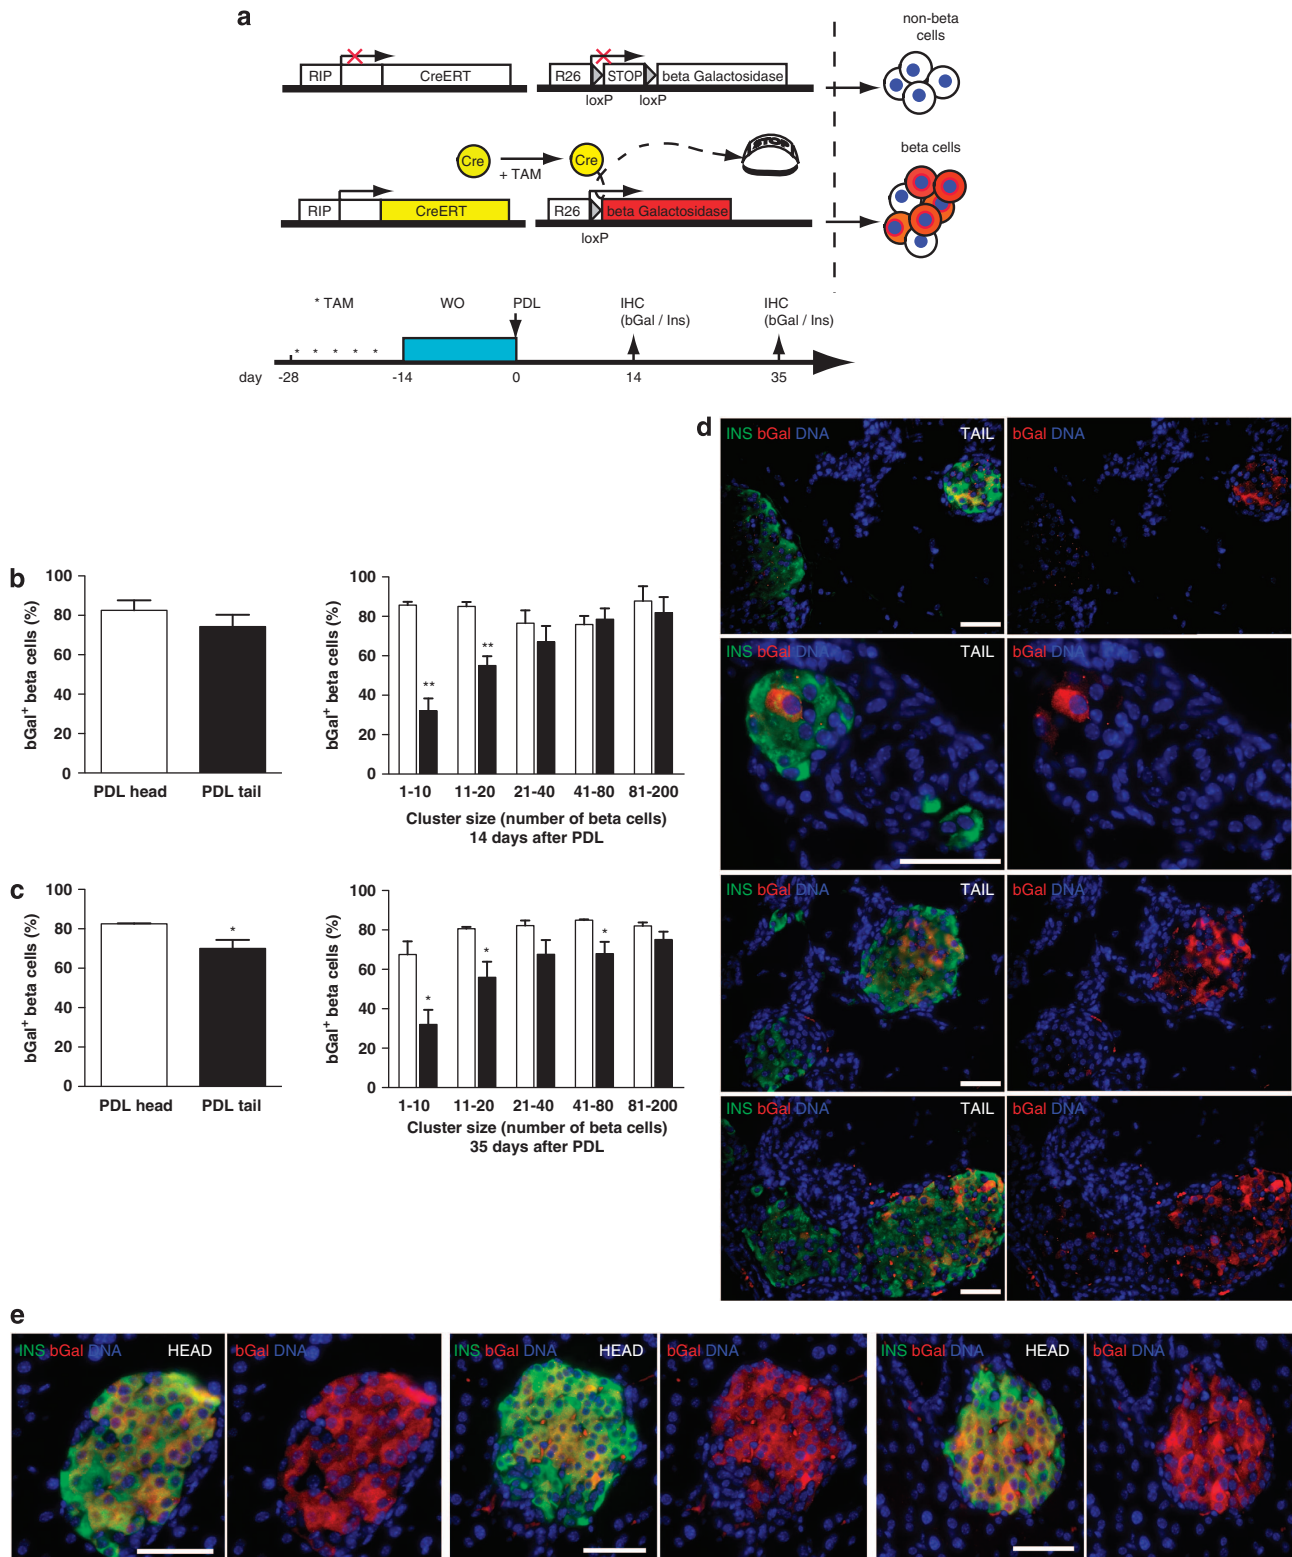 a
non-beta
cells
RIP
CreERT
R26
STOP
beta Galactosidase
loxP
loxP
beta cells
Cre
+ TAM
Cre
STOP
RIP
CreERT
R26
beta Galactosidase
loxP
* TAM
WO
PDL
IHC
(bGal / Ins)
IHC
(bGal / Ins)
* * * * *
day
-28
-14
0
14
35
b
bGal+ beta cells (%)
100
80
60
40
20
0
PDL head
PDL tail
bGal+ beta cells (%)
100
80
60
40
20
0
**
**
1-10
11-20
21-40
41-80
81-200
Cluster size (number of beta cells)
14 days after PDL
c
bGal+ beta cells (%)
100
80
60
40
20
0
*
PDL head
PDL tail
bGal+ beta cells (%)
100
80
60
40
20
0
*
*
*
1-10
11-20
21-40
41-80
81-200
Cluster size (number of beta cells)
35 days after PDL
d
INS bGal DNA
TAIL
bGal DNA
INS bGal DNA
TAIL
bGal DNA
INS bGal DNA
TAIL
bGal DNA
INS bGal DNA
TAIL
bGal DNA
e
INS bGal DNA
HEAD
bGal DNA
INS bGal DNA
HEAD
bGal DNA
INS bGal DNA
HEAD
bGal DNA